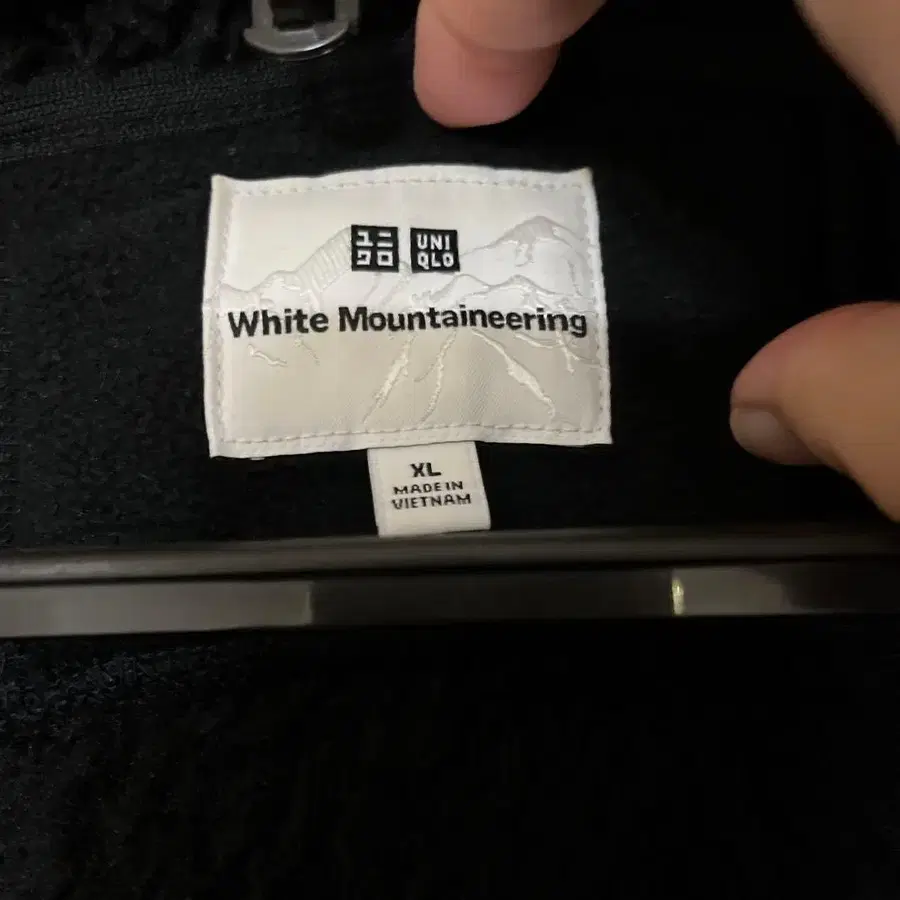 ユニ UNI
クロ QLO
White Mountaineering
XL
MADE IN
VIETNAM